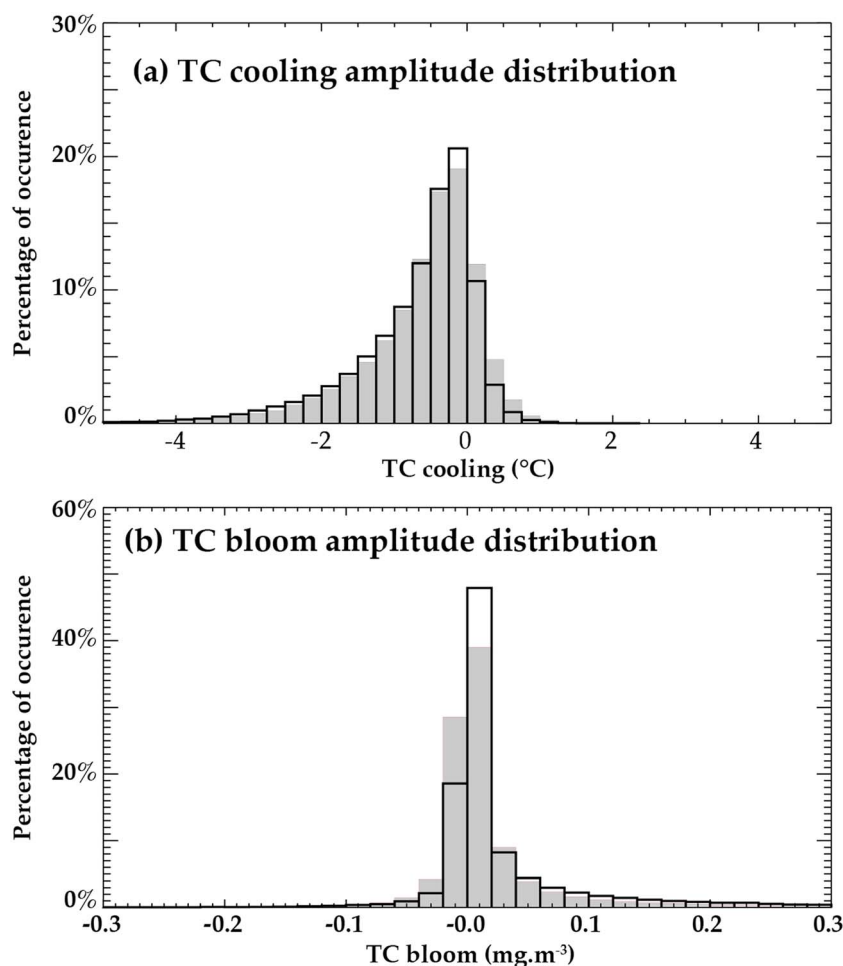 30%
(a) TC cooling amplitude distribution
20%
10%
0%
Percentage of occurence
-4 -2 0 2 4
TC cooling (°C)
60%
(b) TC bloom amplitude distribution
40%
20%
0%
Percentage of occurence
-0.3 -0.2 -0.1 -0.0 0.1 0.2 0.3
TC bloom (mg.m-3)